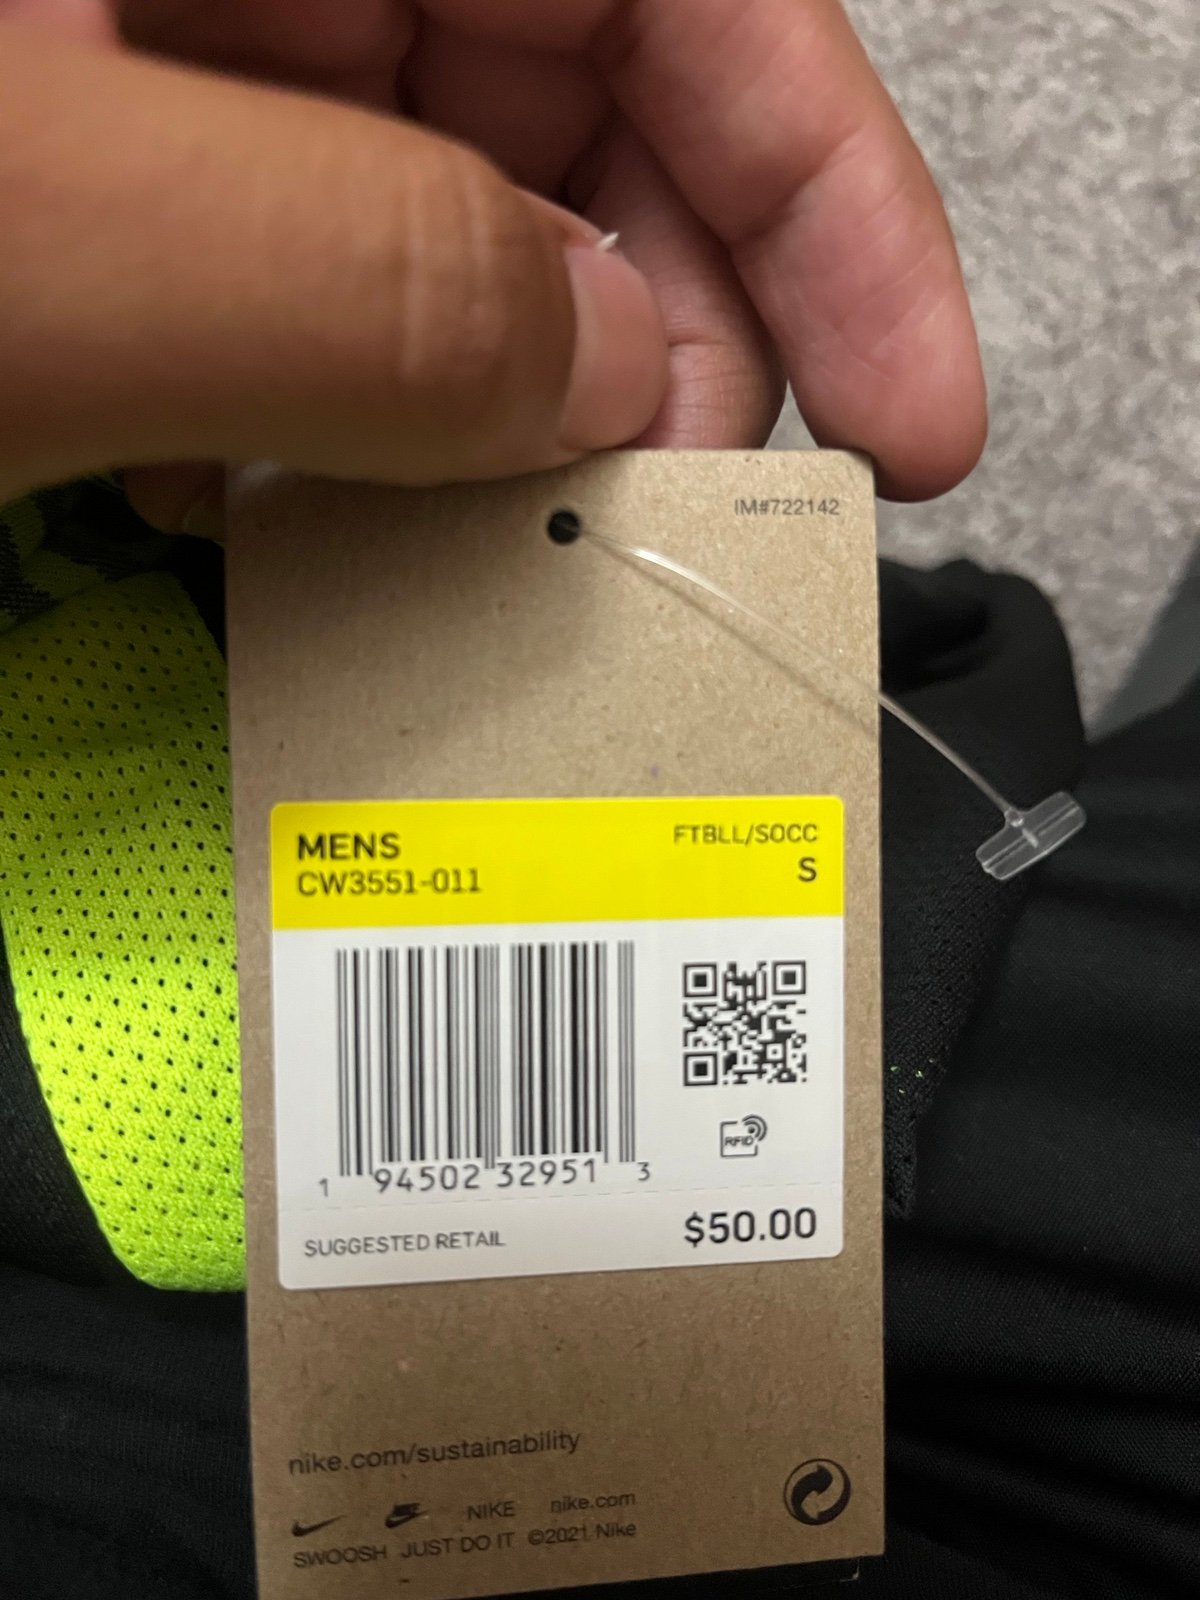 IM#722142
MENS
FTBLL/SOCC
CW3551-011
S
RFID
1 94502 32951 3
SUGGESTED RETAIL
$50.00
nike.com/sustainability
NIKE nike.com
SWOOSH JUST DO IT ©2021 Nike